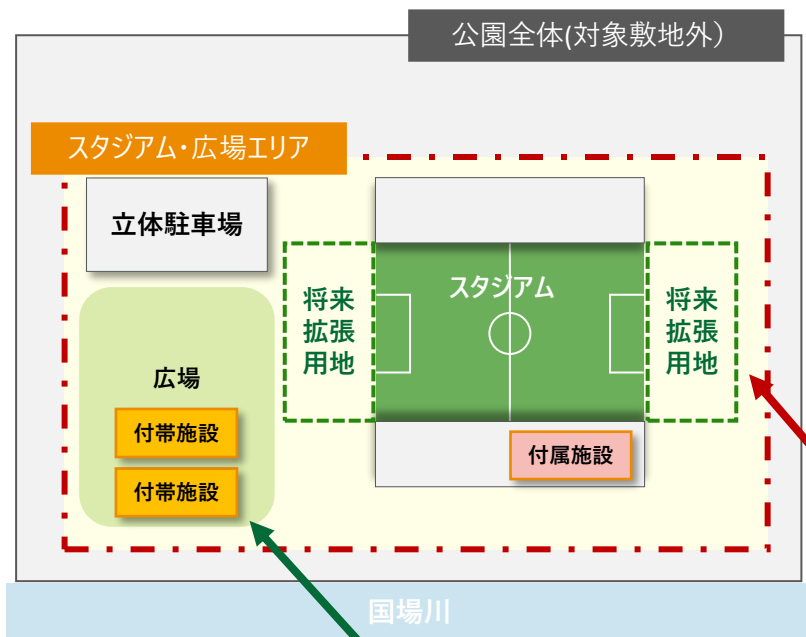 公園全体(対象敷地外）
スタジアム・広場エリア
立体駐車場
将来
拡張
用地
スタジアム
将来
拡張
用地
広場
付帯施設
付帯施設
付属施設
国場川